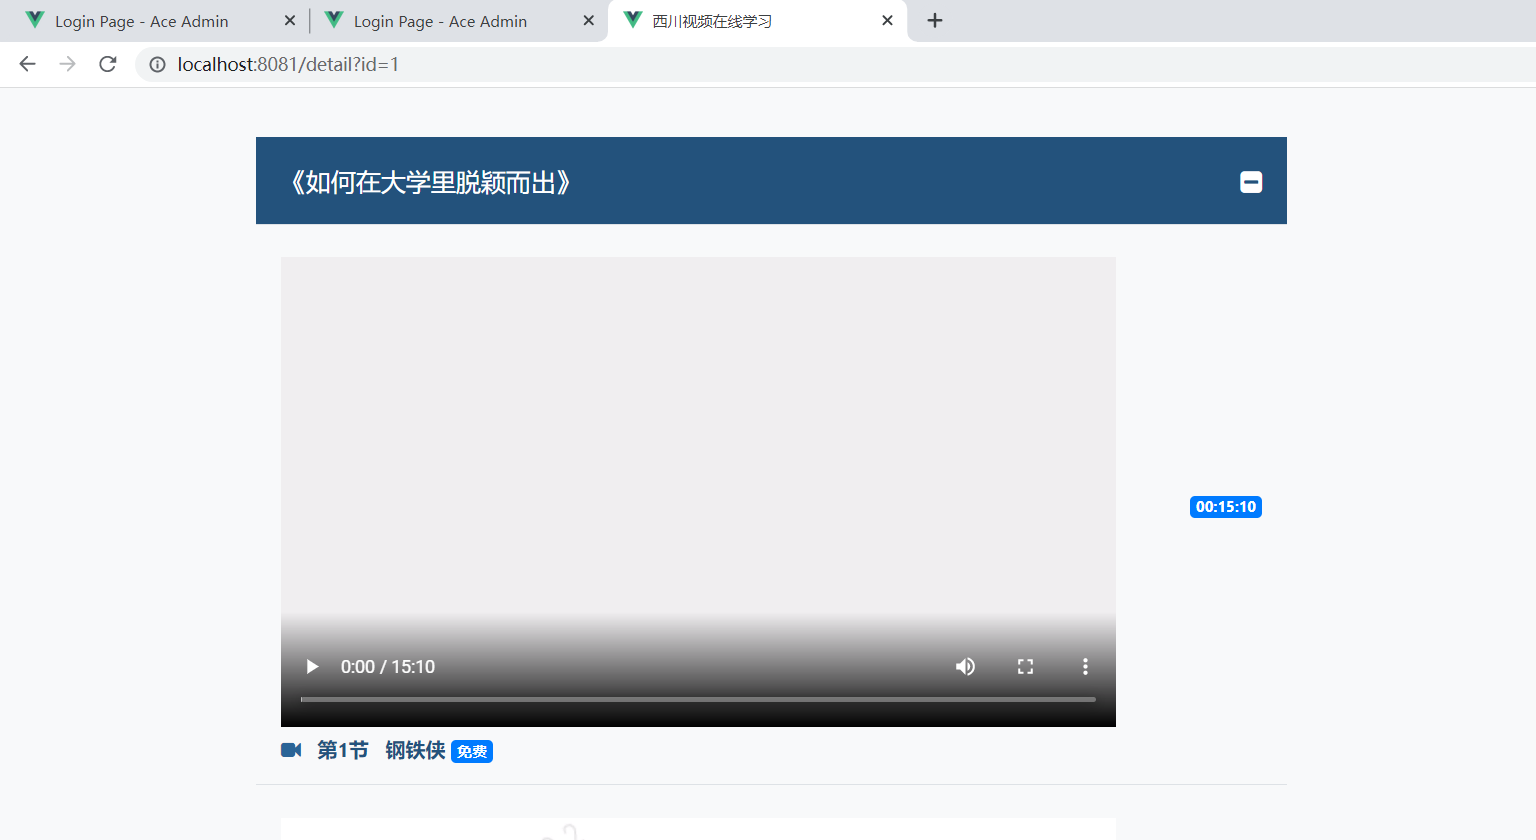 Login Page - Ace Admin
Login Page - Ace Admin
西川视频在线学习
localhost:8081/detail?id=1
《如何在大学里脱颖而出》
00:15:10
0:00 / 15:10
第1节 钢铁侠 免费